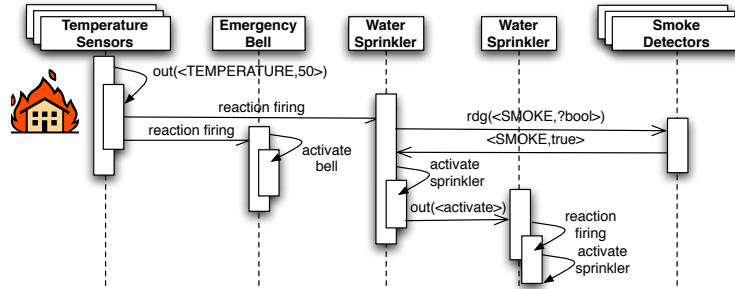 Temperature
Sensors
Emergency
Bell
Water
Sprinkler
Water
Sprinkler
Smoke
Detectors
out(<TEMPERATURE,50>)
reaction firing
rdg(<SMOKE,?bool>)
reaction firing
<SMOKE,true>
activate
bell
activate
sprinkler
out(<activate>)
reaction
firing
activate
sprinkler